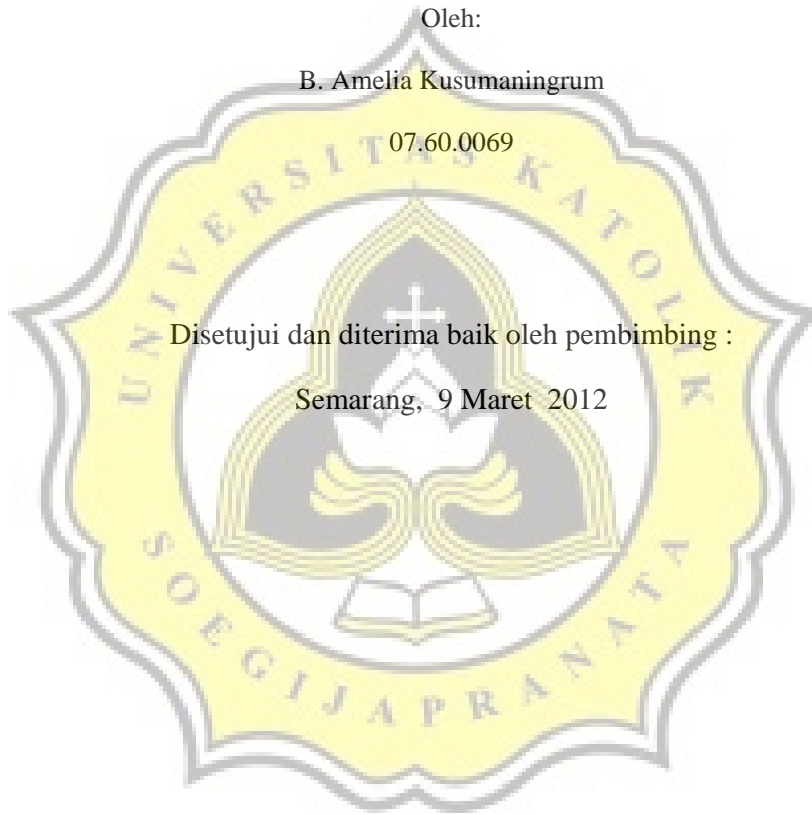 Oleh:
B. Amelia Kusumaningrum
07.60.0069
Disetujui dan diterima baik oleh pembimbing :
Semarang, 9 Maret 2012
UNIVERSITAS KATOLIK
SOEGIJAPRANATA